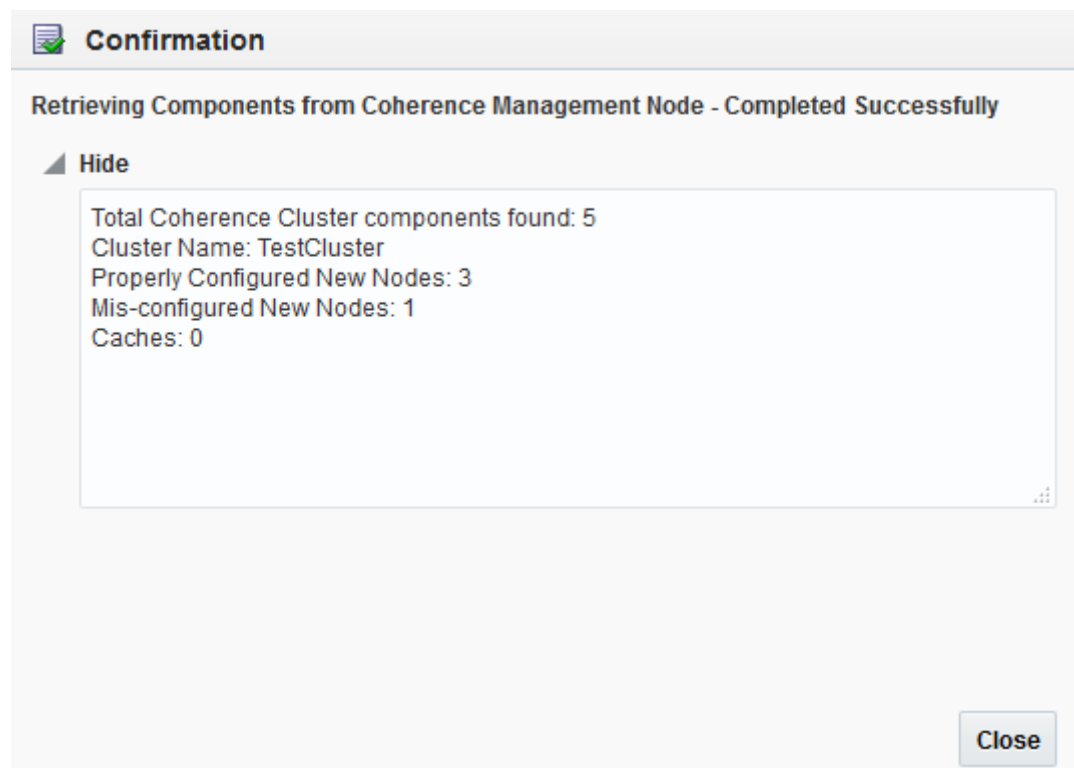 Confirmation
Retrieving Components from Coherence Management Node - Completed Successfully
Hide
Total Coherence Cluster components found: 5
Cluster Name: TestCluster
Properly Configured New Nodes: 3
Mis-configured New Nodes: 1
Caches: 0
Close